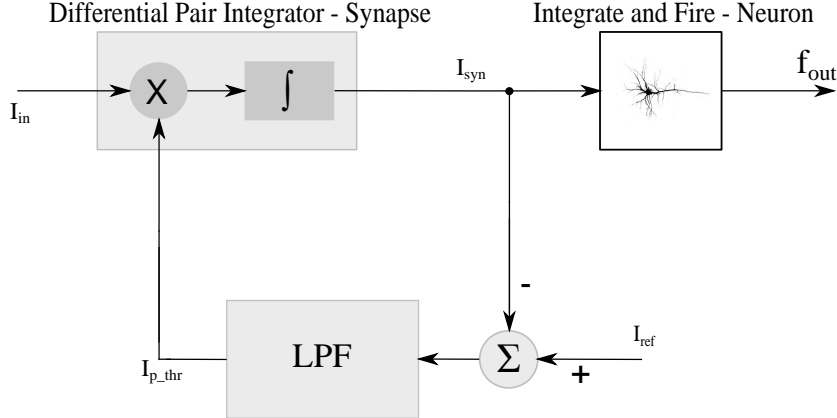 Differential Pair Integrator - Synapse
Integrate and Fire - Neuron
I_in
X
∫
I_syn
f_out
-
I_p_thr
LPF
Σ
I_ref
+